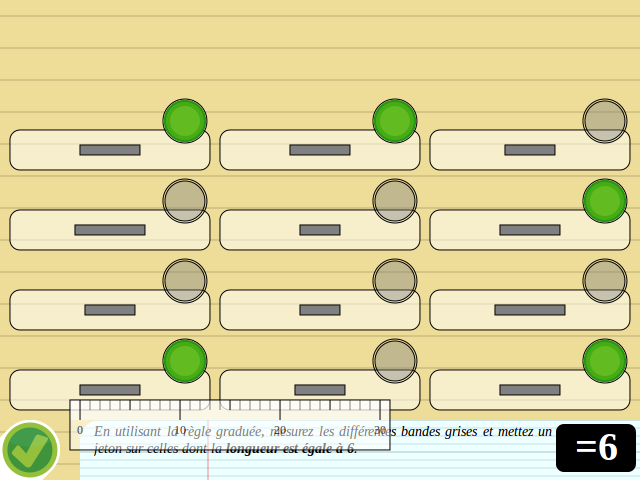 0 10 20 30
En utilisant la règle graduée, mesurez les différentes bandes grises et mettez un
jeton sur celles dont la longueur est égale à 6.
=6